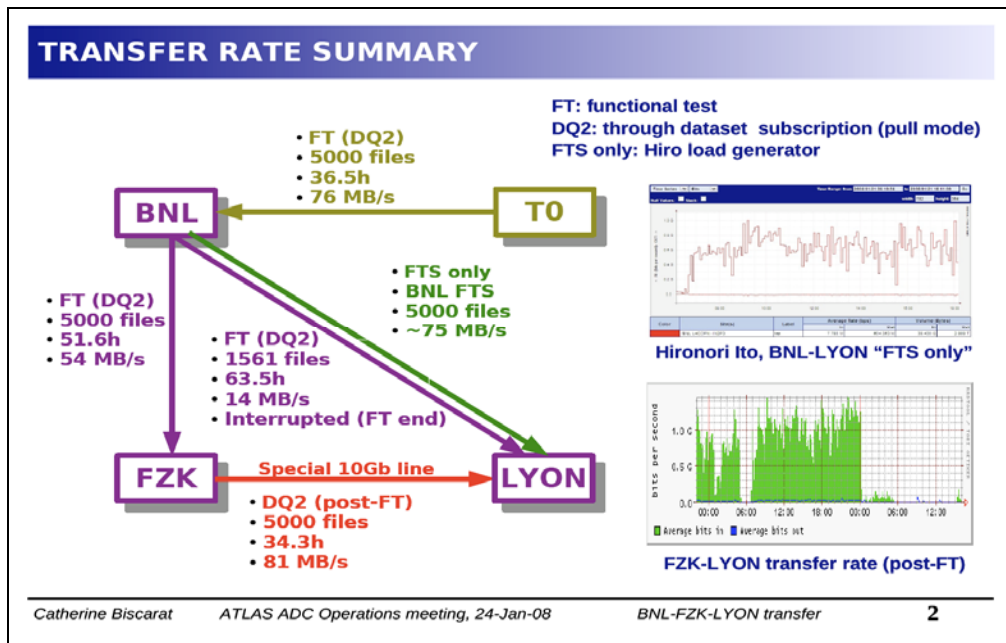 TRANSFER RATE SUMMARY
FT: functional test
DQ2: through dataset subscription (pull mode)
FTS only: Hiro load generator
• FT (DQ2)
• 5000 files
• 36.5h
• 76 MB/s
BNL
T0
• FTS only
• BNL FTS
• 5000 files
• ~75 MB/s
• FT (DQ2)
• 5000 files
• 51.6h
• 54 MB/s
• FT (DQ2)
• 1561 files
• 63.5h
• 14 MB/s
• Interrupted (FT end)
Hironori Ito, BNL-LYON “FTS only”
FZK
Special 10Gb line
LYON
• DQ2 (post-FT)
• 5000 files
• 34.3h
• 81 MB/s
bits per second
1.0 G
0.5 G
0.0
00:00 06:00 12:00 18:00 00:00 06:00 12:00
Average bits in Average bits out
FZK-LYON transfer rate (post-FT)
Catherine Biscarat ATLAS ADC Operations meeting, 24-Jan-08 BNL-FZK-LYON transfer 2